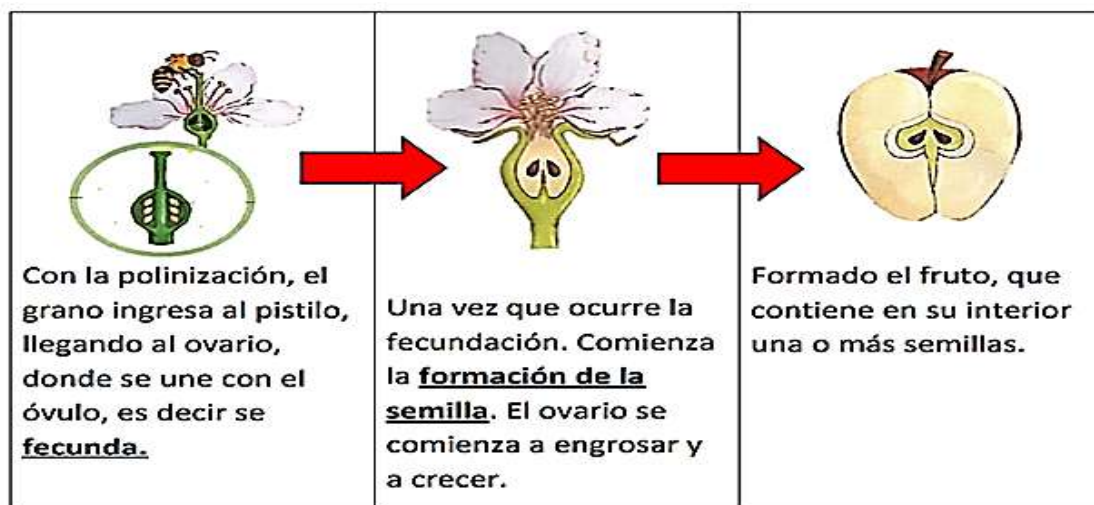 Con la polinización, el
grano ingresa al pistilo,
llegando al ovario,
donde se une con el
óvulo, es decir se
fecunda.
Una vez que ocurre la
fecundación. Comienza
la formación de la
semilla. El ovario se
comienza a engrosar y
a crecer.
Formado el fruto, que
contiene en su interior
una o más semillas.